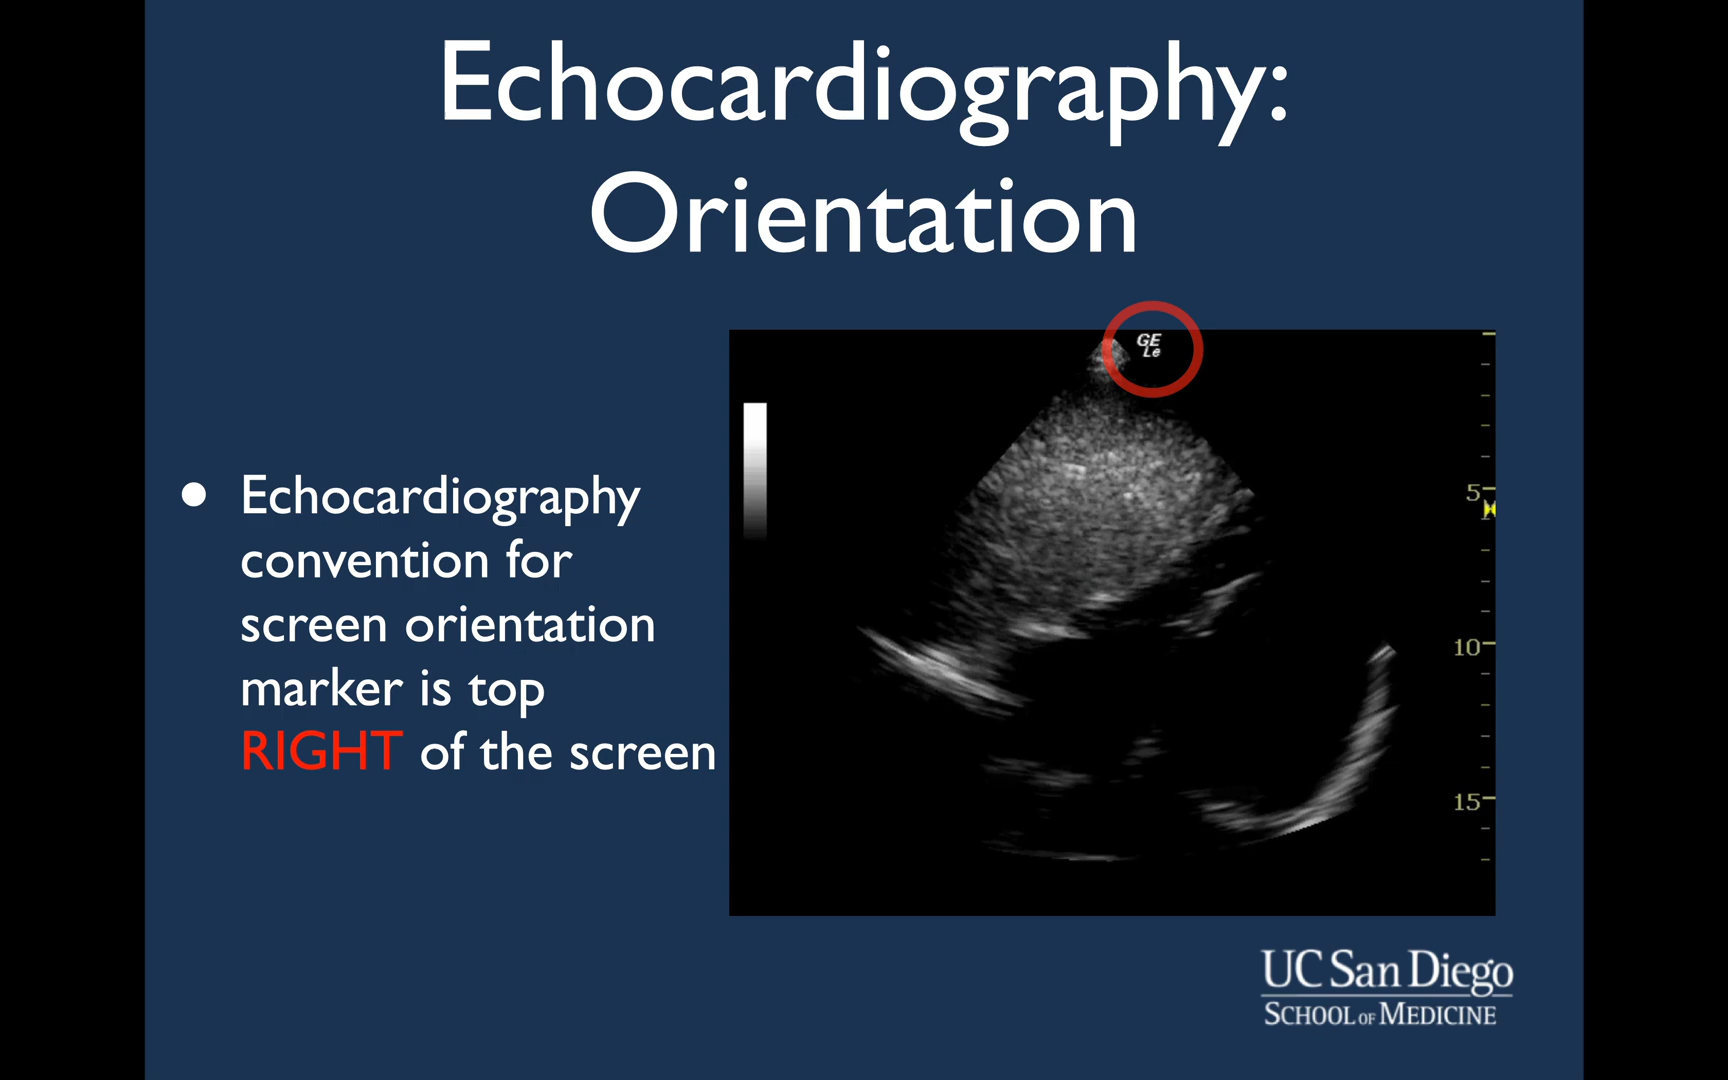 Echocardiography:
Orientation
GE
Le
• Echocardiography
convention for
screen orientation
marker is top
RIGHT of the screen
5
10
15
UC San Diego
SCHOOL OF MEDICINE